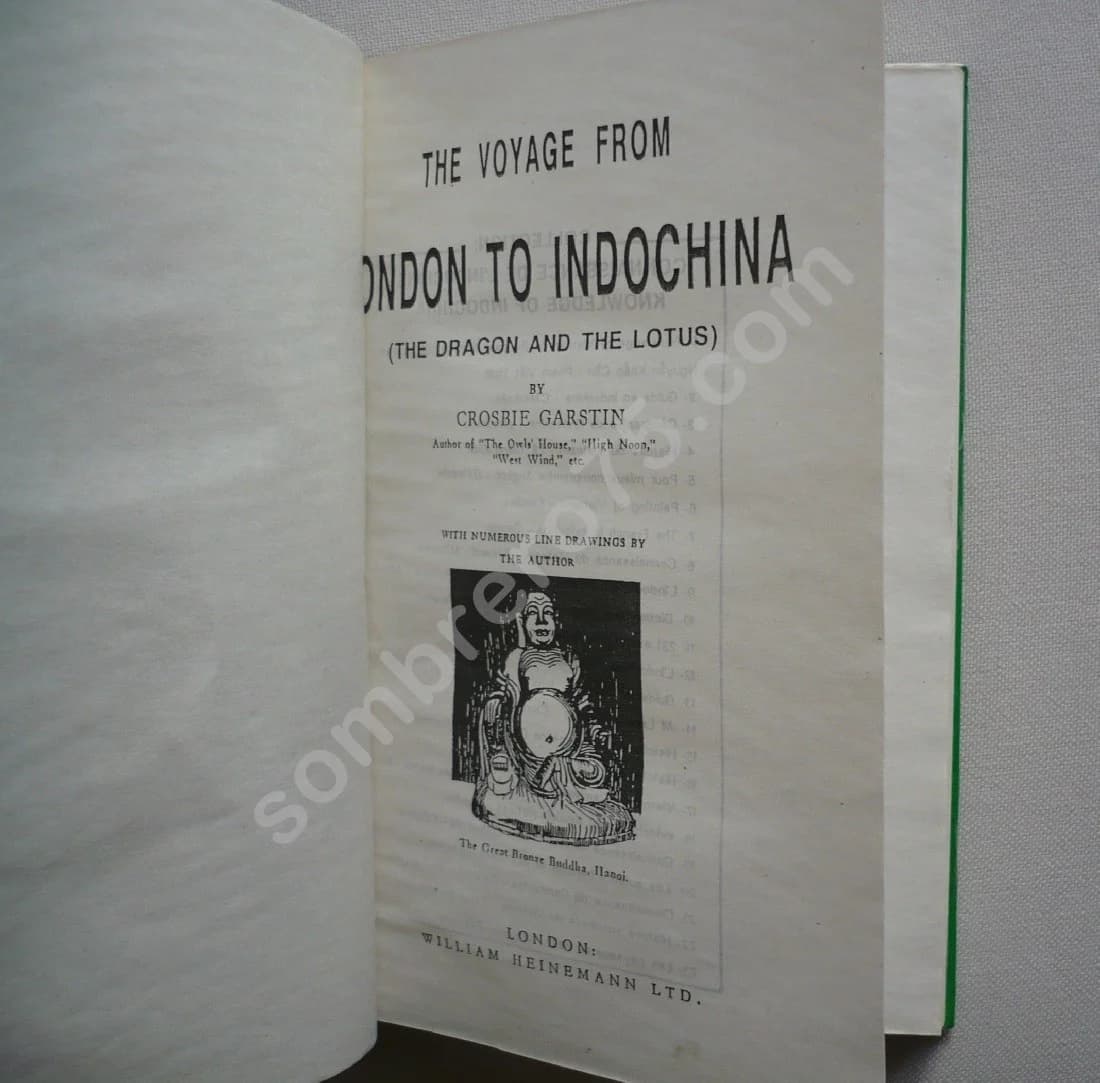 THE VOYAGE FROM
ONDON TO INDOCHINA
(THE DRAGON AND THE LOTUS)
BY
CROSBIE GARSTIN
Author of "The Owls' House," "High Noon,"
"West Wind," etc.
WITH NUMEROUS LINE DRAWINGS BY
THE AUTHOR
The Great Bronze Buddha, Hanoi.
LONDON:
WILLIAM HEINEMANN LTD.
sombrero75.com